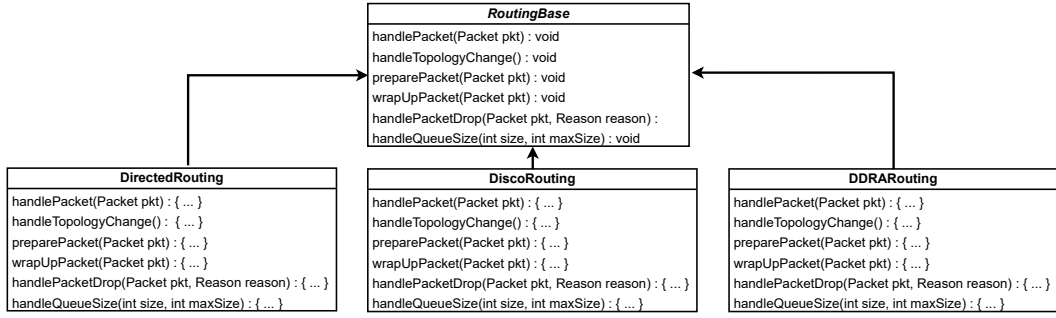 RoutingBase
handlePacket(Packet pkt) : void
handleTopologyChange() : void
preparePacket(Packet pkt) : void
wrapUpPacket(Packet pkt) : void
handlePacketDrop(Packet pkt, Reason reason) :
handleQueueSize(int size, int maxSize) : void
DirectedRouting
handlePacket(Packet pkt) : { ... }
handleTopologyChange() : { ... }
preparePacket(Packet pkt) : { ... }
wrapUpPacket(Packet pkt) : { ... }
handlePacketDrop(Packet pkt, Reason reason) : { ... }
handleQueueSize(int size, int maxSize) : { ... }
DiscoRouting
handlePacket(Packet pkt) : { ... }
handleTopologyChange() : { ... }
preparePacket(Packet pkt) : { ... }
wrapUpPacket(Packet pkt) : { ... }
handlePacketDrop(Packet pkt, Reason reason) : { ... }
handleQueueSize(int size, int maxSize) : { ... }
DDRARouting
handlePacket(Packet pkt) : { ... }
handleTopologyChange() : { ... }
preparePacket(Packet pkt) : { ... }
wrapUpPacket(Packet pkt) : { ... }
handlePacketDrop(Packet pkt, Reason reason) : { ... }
handleQueueSize(int size, int maxSize) : { ... }